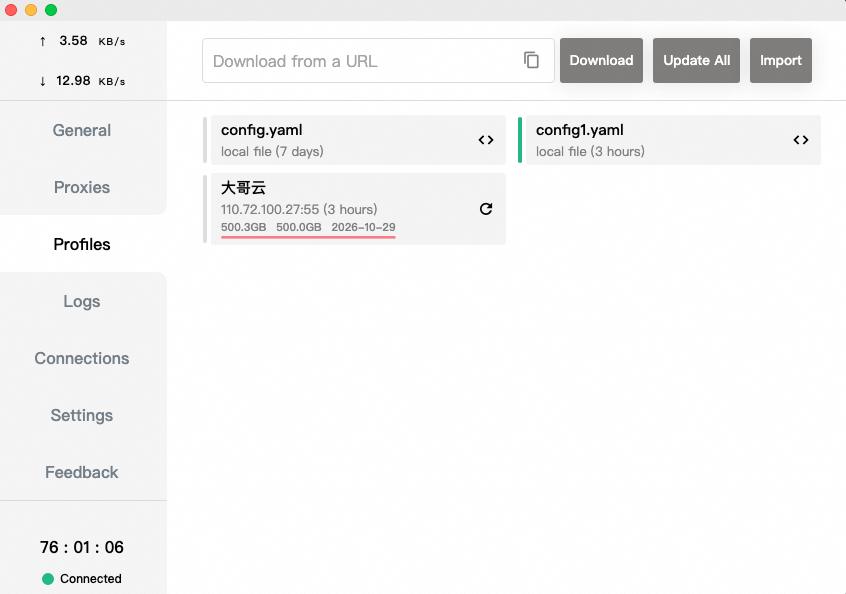 ↑ 3.58 KB/s
↓ 12.98 KB/s
General
Proxies
Profiles
Logs
Connections
Settings
Feedback
76 : 01 : 06
Connected
Download from a URL
Download
Update All
Import
config.yaml
local file (7 days)
config1.yaml
local file (3 hours)
大哥云
110.72.100.27:55 (3 hours)
500.3GB 500.0GB 2026-10-29